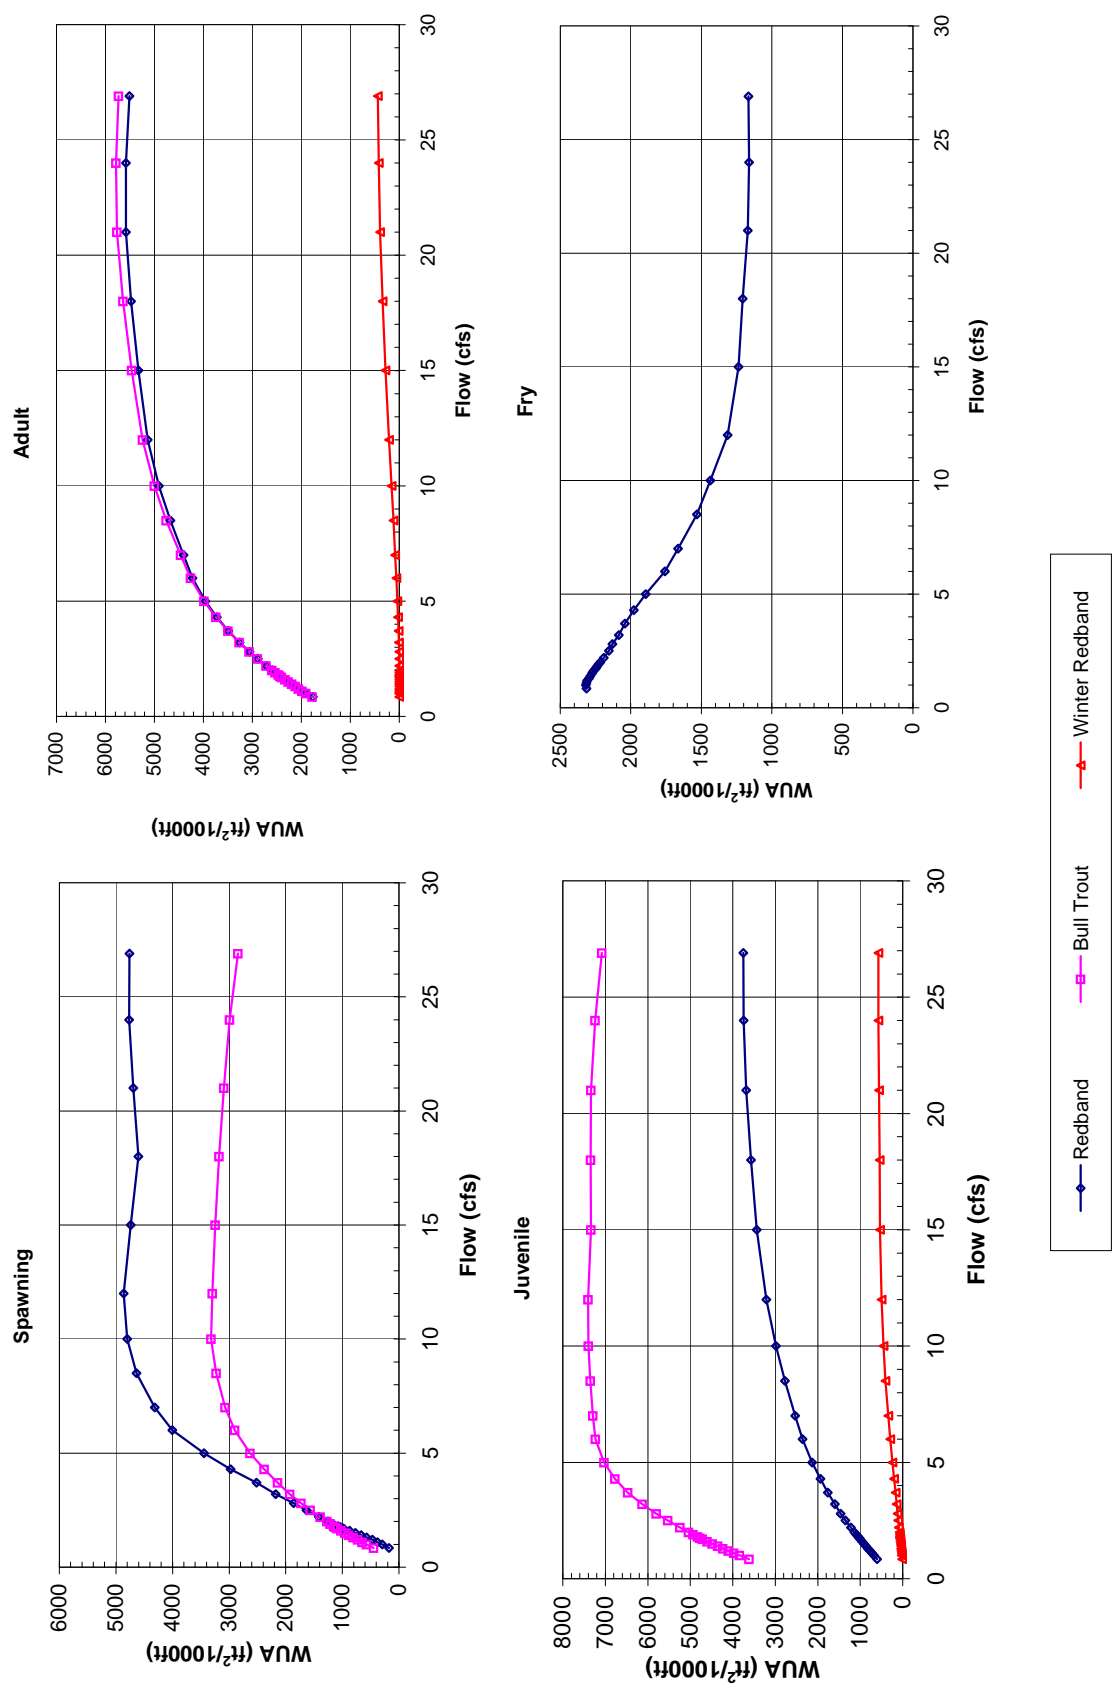 Spawning
WUA (ft²/1000ft)
6000
5000
4000
3000
2000
1000
0
0 5 10 15 20 25 30
Flow (cfs)
Adult
WUA (ft²/1000ft)
7000
6000
5000
4000
3000
2000
1000
0
0 5 10 15 20 25 30
Flow (cfs)
Juvenile
WUA (ft²/1000ft)
8000
7000
6000
5000
4000
3000
2000
1000
0
0 5 10 15 20 25 30
Flow (cfs)
Fry
WUA (ft²/1000ft)
2500
2000
1500
1000
500
0
0 5 10 15 20 25 30
Flow (cfs)
Redband Bull Trout Winter Redband